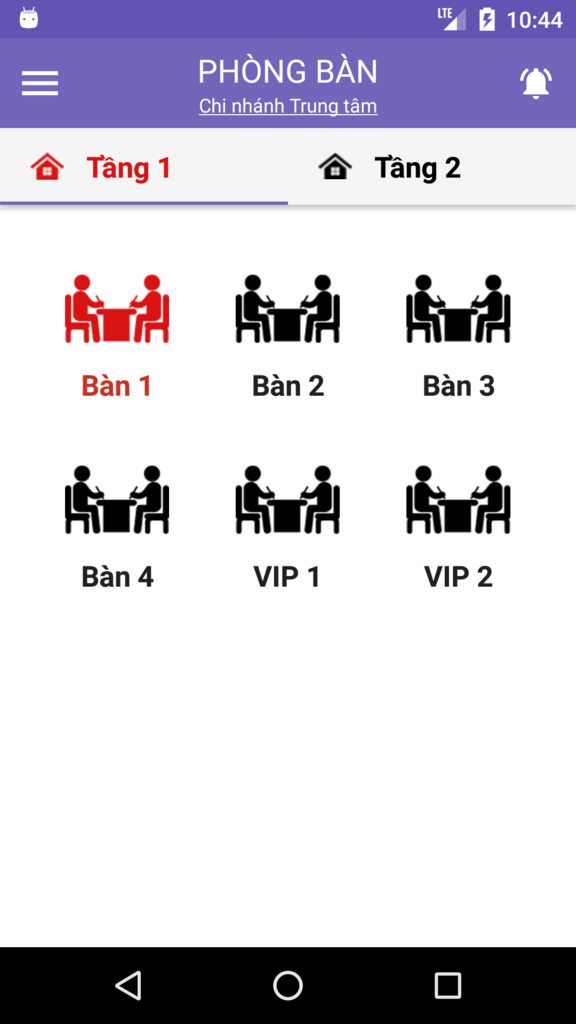 LTE 10:44
PHÒNG BÀN
Chi nhánh Trung tâm
Tầng 1 Tầng 2
Bàn 1 Bàn 2 Bàn 3
Bàn 4 VIP 1 VIP 2